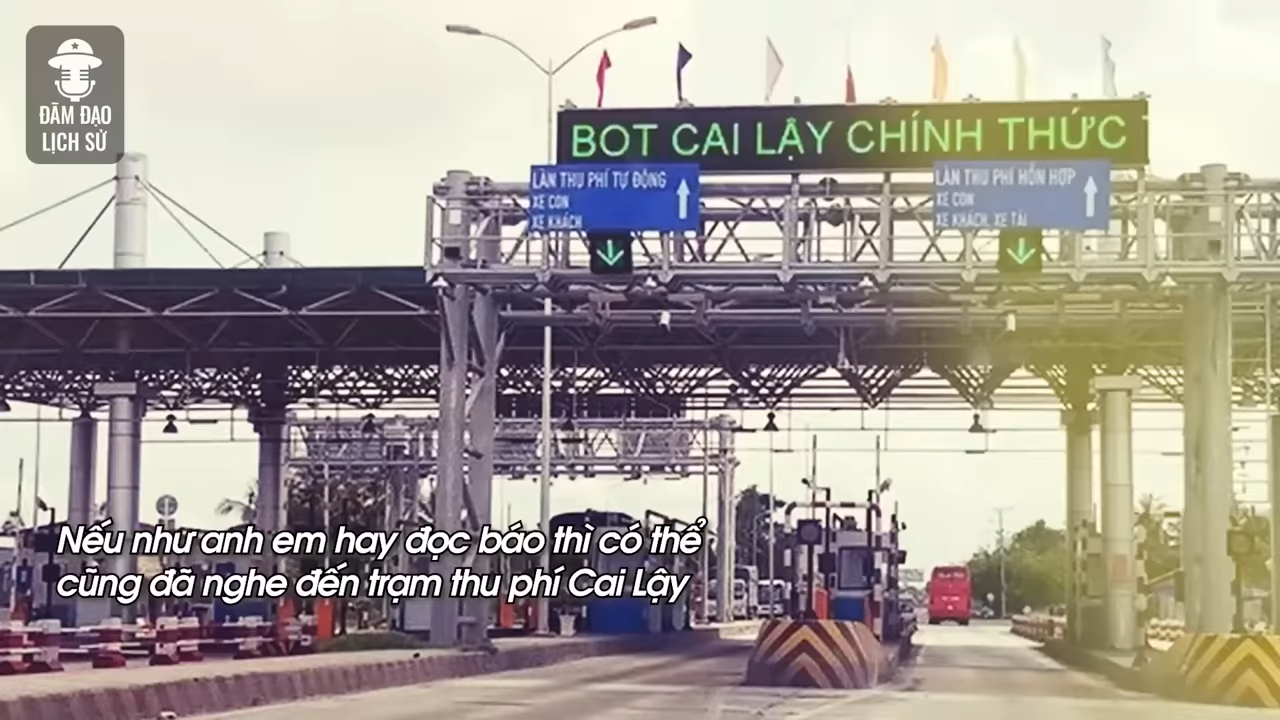 ĐÃM ĐẠO
LỊCH SỬ
BOT CAI LẬY CHÍNH THỨC
LÀN THU PHÍ TỰ ĐỘNG
XE CON
XE KHÁCH
LÀN THU PHÍ HỖN HỢP
XE CON
XE KHÁCH, XE TẢI
Nếu như anh em hay đọc báo thì có thể
cũng đã nghe đến trạm thu phí Cai Lậy